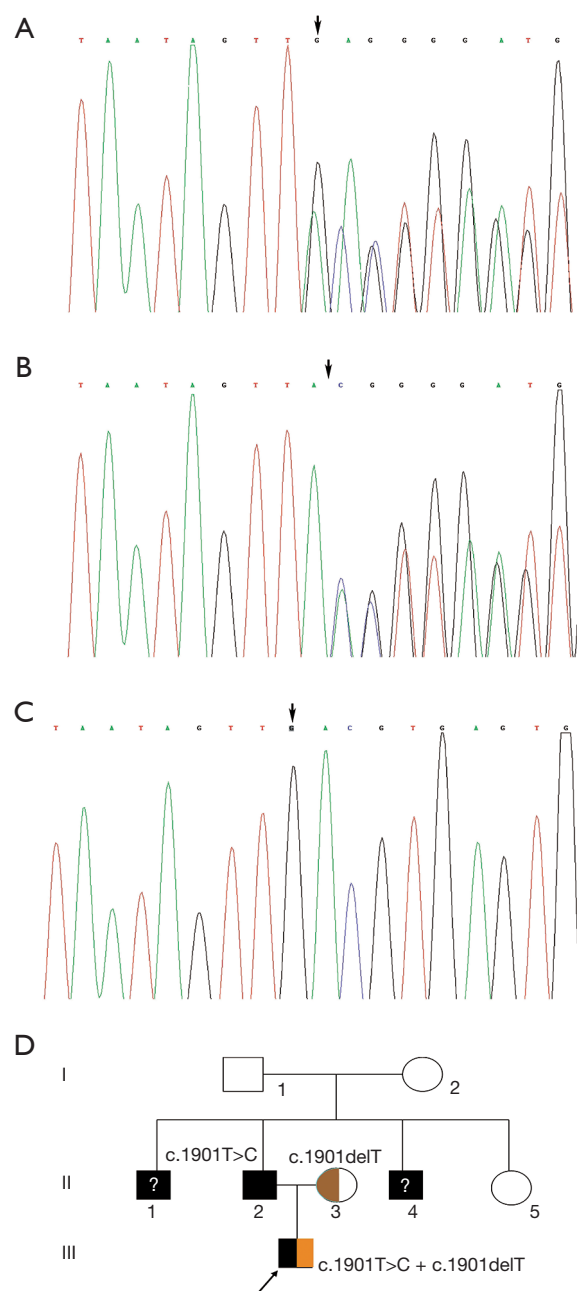 A
T A A T A G T T G A G G G G A T G
B
T A A T A G T T A C G G G G A T G
C
T A A T A G T T G A C G T G A G T G
D
I
1
2
c.1901T>C
c.1901delT
II
?
?
1
2
3
4
5
III
c.1901T>C + c.1901delT